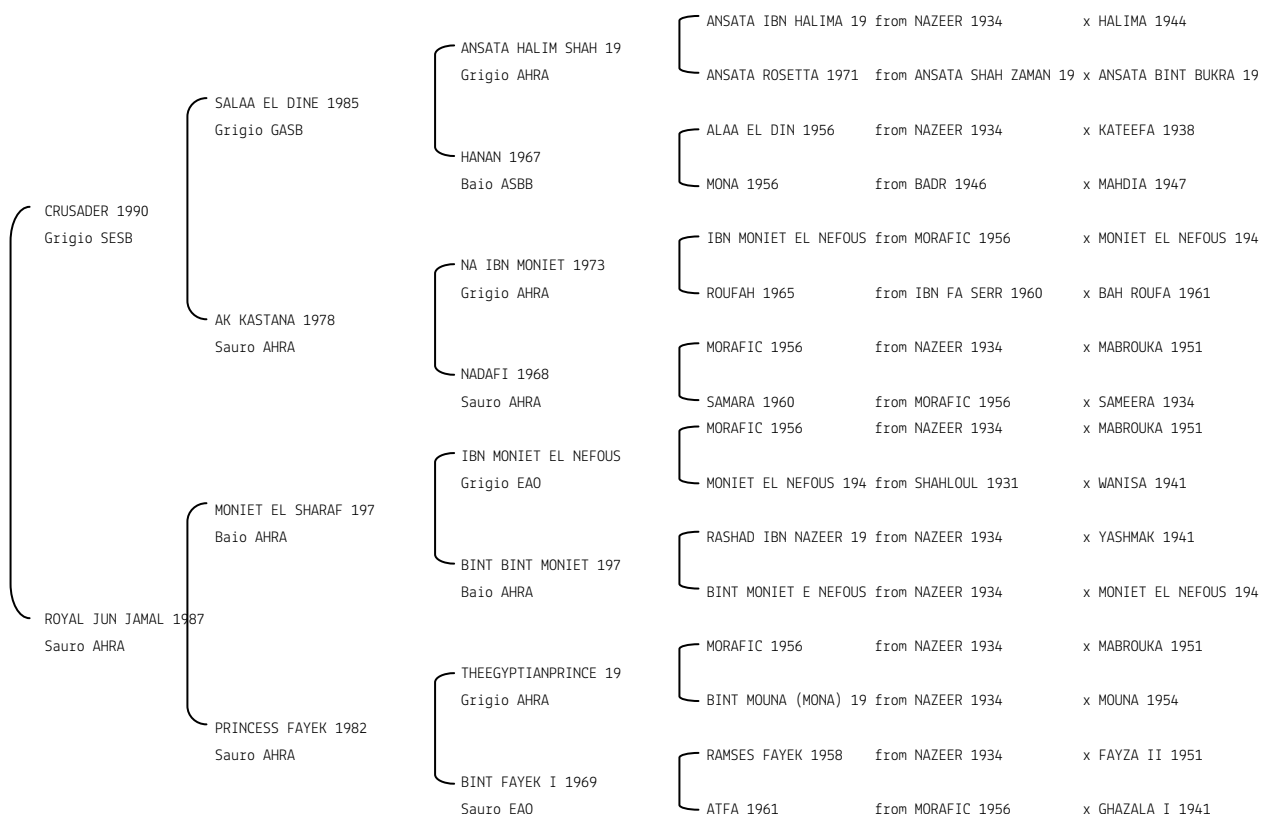 ANSATA IBN HALIMA 19 from NAZEER 1934 x HALIMA 1944
ANSATA HALIM SHAH 19
Grigio AHRA
ANSATA ROSETTA 1971 from ANSATA SHAH ZAMAN 19 x ANSATA BINT BUKRA 19
SALAA EL DINE 1985
Grigio GASB
ALAA EL DIN 1956 from NAZEER 1934 x KATEEFA 1938
HANAN 1967
Baio ASBB
MONA 1956 from BADR 1946 x MAHDIA 1947
CRUSADER 1990
Grigio SESB
IBN MONIET EL NEFOUS from MORAFIC 1956 x MONIET EL NEFOUS 194
NA IBN MONIET 1973
Grigio AHRA
ROUFAH 1965 from IBN FA SERR 1960 x BAH ROUFA 1961
AK KASTANA 1978
Sauro AHRA
MORAFIC 1956 from NAZEER 1934 x MABROUKA 1951
NADAFI 1968
Sauro AHRA
SAMARA 1960 from MORAFIC 1956 x SAMEERA 1934
MORAFIC 1956 from NAZEER 1934 x MABROUKA 1951
IBN MONIET EL NEFOUS
Grigio EAO
MONIET EL NEFOUS 194 from SHAHLOUL 1931 x WANISA 1941
MONIET EL SHARAF 197
Baio AHRA
RASHAD IBN NAZEER 19 from NAZEER 1934 x YASHMAK 1941
BINT BINT MONIET 197
Baio AHRA
BINT MONIET E NEFOUS from NAZEER 1934 x MONIET EL NEFOUS 194
ROYAL JUN JAMAL 1987
Sauro AHRA
MORAFIC 1956 from NAZEER 1934 x MABROUKA 1951
THEEGYPTIANPRINCE 19
Grigio AHRA
BINT MOUNA (MONA) 19 from NAZEER 1934 x MOUNA 1954
PRINCESS FAYEK 1982
Sauro AHRA
RAMSES FAYEK 1958 from NAZEER 1934 x FAYZA II 1951
BINT FAYEK I 1969
Sauro EAO
ATFA 1961 from MORAFIC 1956 x GHAZALA I 1941